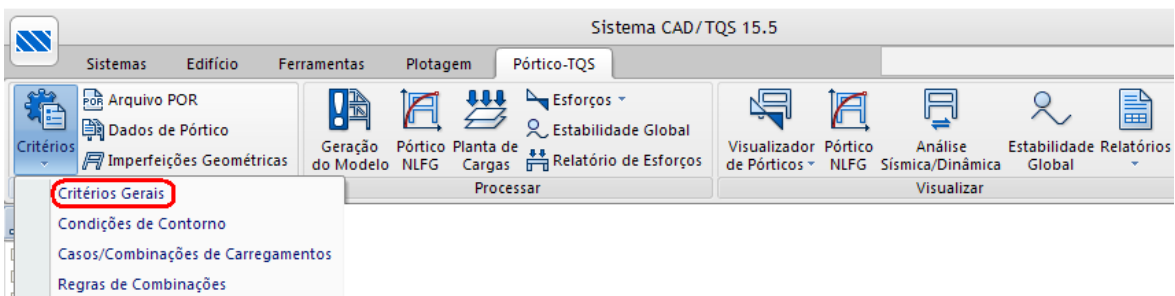 Sistema CAD/TQS 15.5
Sistemas Edifício Ferramentas Plotagem Pórtico-TQS
Critérios
POR Arquivo POR
Dados de Pórtico
Imperfeições Geométricas
Geração do Modelo
Pórtico NLFG
Planta de Cargas
Esforços
Estabilidade Global
Relatório de Esforços
Processar
Visualizador de Pórticos
Pórtico NLFG
Análise Sísmica/Dinâmica
Estabilidade Global
Relatórios
Visualizar
Critérios Gerais
Condições de Contorno
Casos/Combinações de Carregamentos
Regras de Combinações